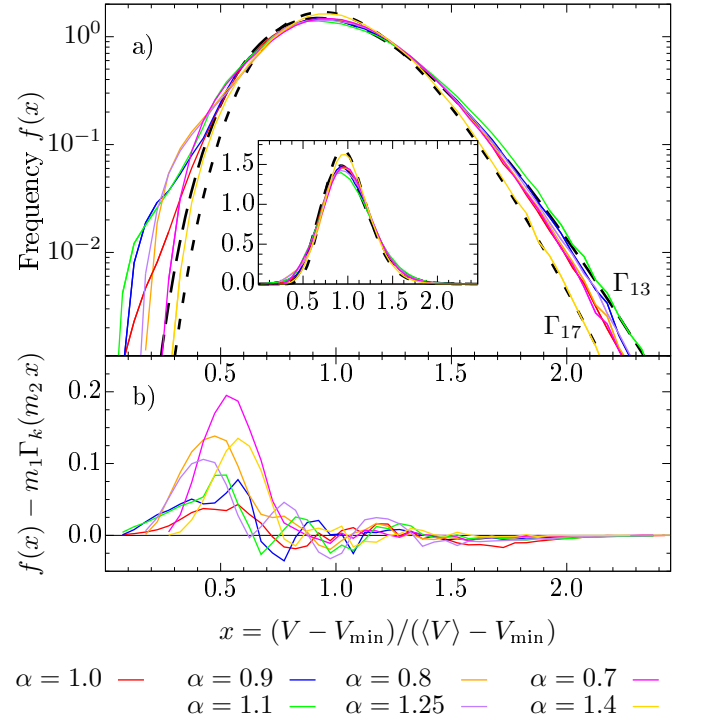 a)
10⁰
10⁻¹
10⁻²
Frequency f(x)
1.5
1.0
0.5
0.0
0.5 1.0 1.5 2.0
Γ₁₃
Γ₁₇
0.5 1.0 1.5 2.0
b)
0.2
0.1
0.0
f(x) − m₁Γₖ(m₂x)
0.5 1.0 1.5 2.0
x = (V − Vₘᵢₙ)/(⟨V⟩ − Vₘᵢₙ)
α = 1.0 α = 0.9 α = 0.8 α = 0.7
α = 1.1 α = 1.25 α = 1.4